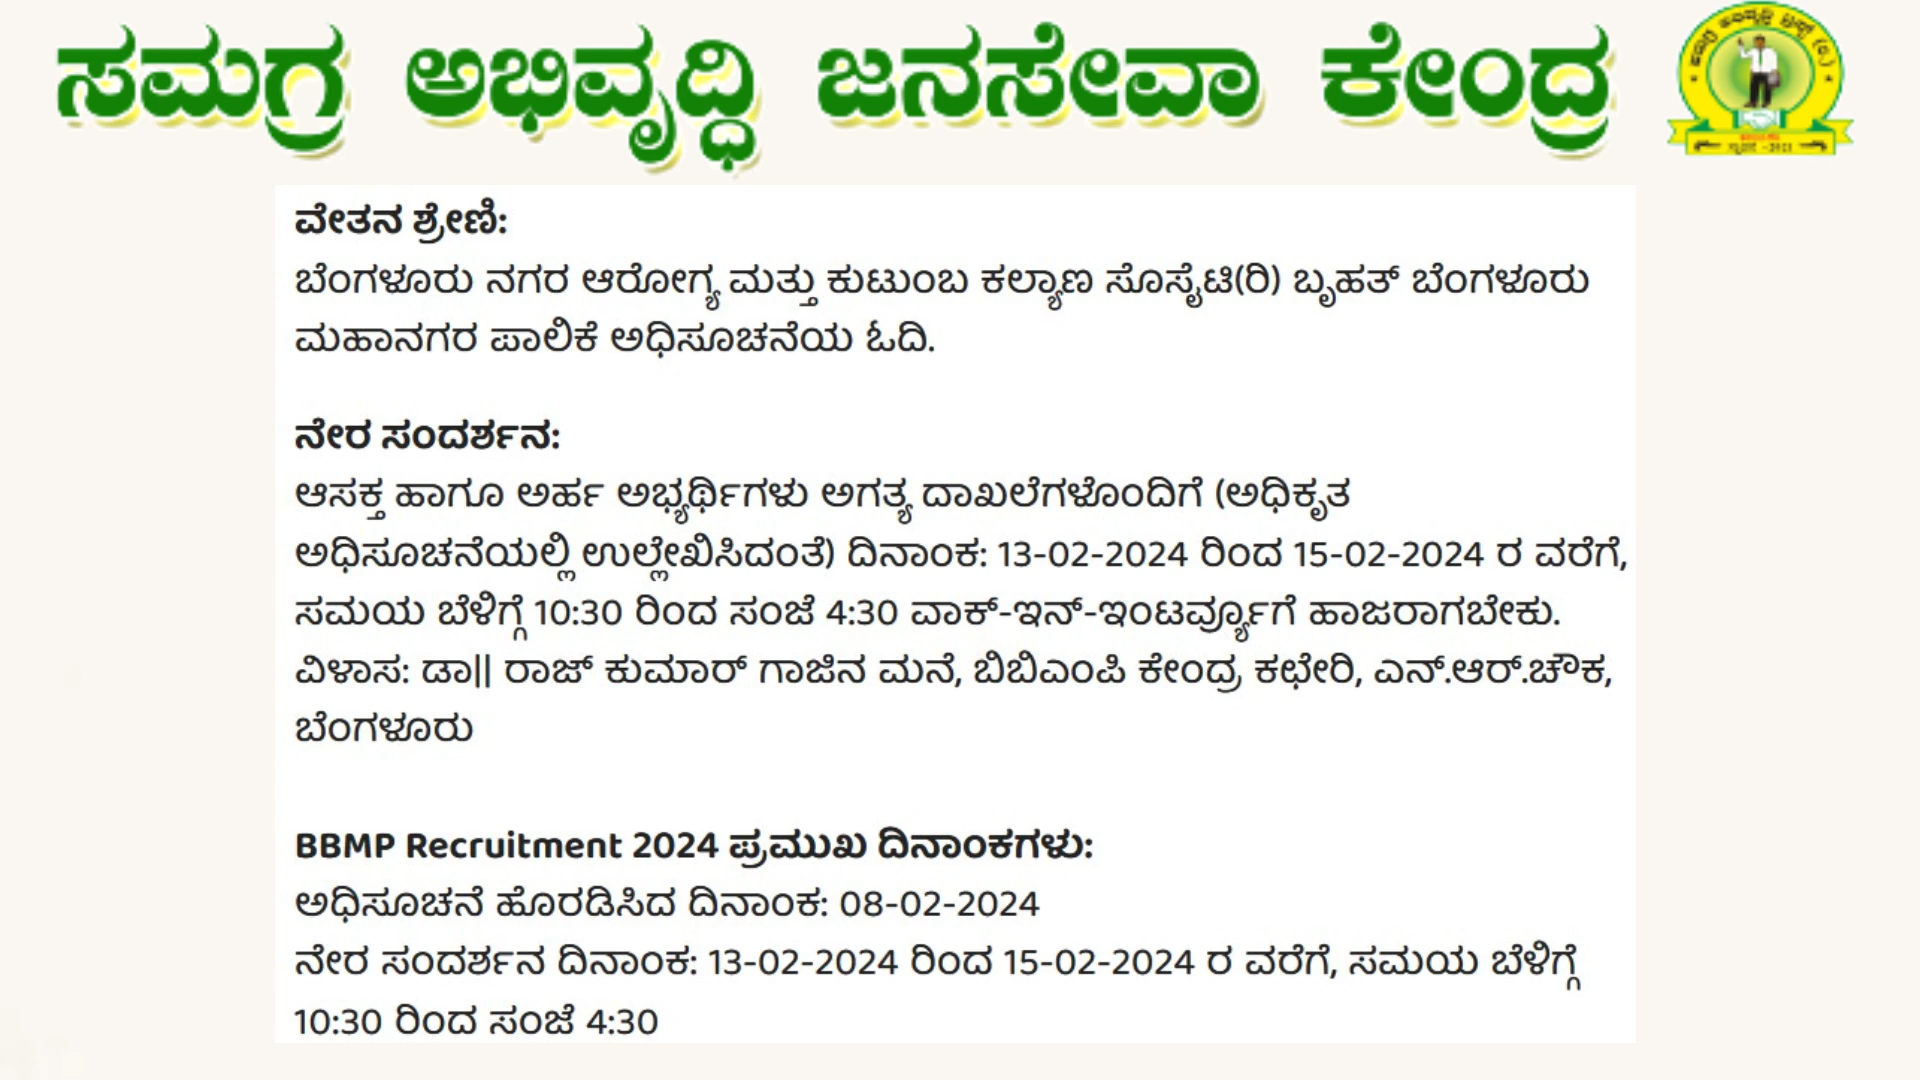 ಸಮಗ್ರ ಅಭಿವೃದ್ಧಿ ಜನಸೇವಾ ಕೇಂದ್ರ
ವೇತನ ಶ್ರೇಣಿ:
ಬೆಂಗಳೂರು ನಗರ ಆರೋಗ್ಯ ಮತ್ತು ಕುಟುಂಬ ಕಲ್ಯಾಣ ಸೊಸೈಟಿ(ರಿ) ಬೃಹತ್ ಬೆಂಗಳೂರು
ಮಹಾನಗರ ಪಾಲಿಕೆ ಅಧಿಸೂಚನೆಯ ಓದಿ.
ನೇರ ಸಂದರ್ಶನ:
ಆಸಕ್ತ ಹಾಗೂ ಅರ್ಹ ಅಭ್ಯರ್ಥಿಗಳು ಅಗತ್ಯ ದಾಖಲೆಗಳೊಂದಿಗೆ (ಅಧಿಕೃತ
ಅಧಿಸೂಚನೆಯಲ್ಲಿ ಉಲ್ಲೇಖಿಸಿದಂತೆ) ದಿನಾಂಕ: 13-02-2024 ರಿಂದ 15-02-2024 ರ ವರೆಗೆ,
ಸಮಯ ಬೆಳಿಗ್ಗೆ 10:30 ರಿಂದ ಸಂಜೆ 4:30 ವಾಕ್-ಇನ್-ಇಂಟರ್ವ್ಯೂಗೆ ಹಾಜರಾಗಬೇಕು.
ವಿಳಾಸ: ಡಾ|| ರಾಜ್ ಕುಮಾರ್ ಗಾಜಿನ ಮನೆ, ಬಿಬಿಎಂಪಿ ಕೇಂದ್ರ ಕಛೇರಿ, ಎನ್.ಆರ್.ಚೌಕ,
ಬೆಂಗಳೂರು
BBMP Recruitment 2024 ಪ್ರಮುಖ ದಿನಾಂಕಗಳು:
ಅಧಿಸೂಚನೆ ಹೊರಡಿಸಿದ ದಿನಾಂಕ: 08-02-2024
ನೇರ ಸಂದರ್ಶನ ದಿನಾಂಕ: 13-02-2024 ರಿಂದ 15-02-2024 ರ ವರೆಗೆ, ಸಮಯ ಬೆಳಿಗ್ಗೆ
10:30 ರಿಂದ ಸಂಜೆ 4:30